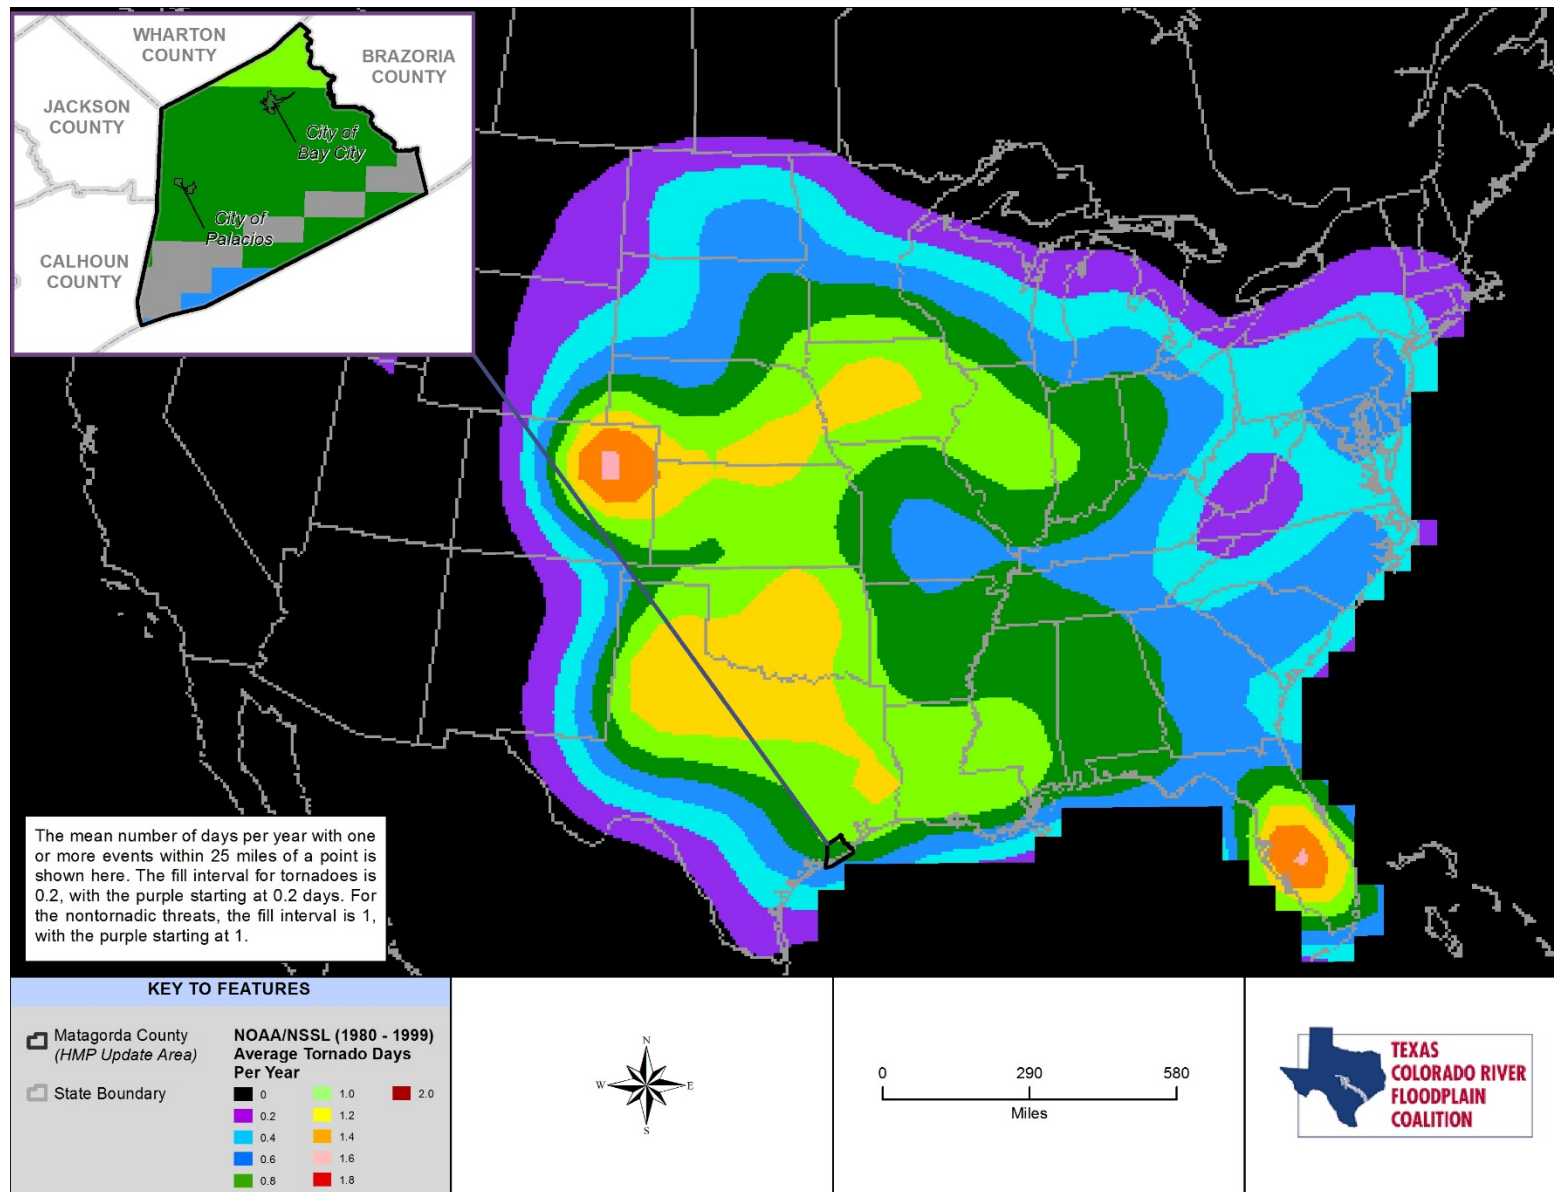 WHARTON
COUNTY
BRAZORIA
COUNTY
JACKSON
COUNTY
City of
Bay City
City of
Palacios
CALHOUN
COUNTY
The mean number of days per year with one
or more events within 25 miles of a point is
shown here. The fill interval for tornadoes is
0.2, with the purple starting at 0.2 days. For
the nontornadic threats, the fill interval is 1,
with the purple starting at 1.
KEY TO FEATURES
Matagorda County
(HMP Update Area)
State Boundary
NOAA/NSSL (1980 - 1999)
Average Tornado Days
Per Year
0
0.2
0.4
0.6
0.8
1.0
1.2
1.4
1.6
1.8
2.0
N
W
E
S
0
290
580
Miles
TEXAS
COLORADO RIVER
FLOODPLAIN
COALITION